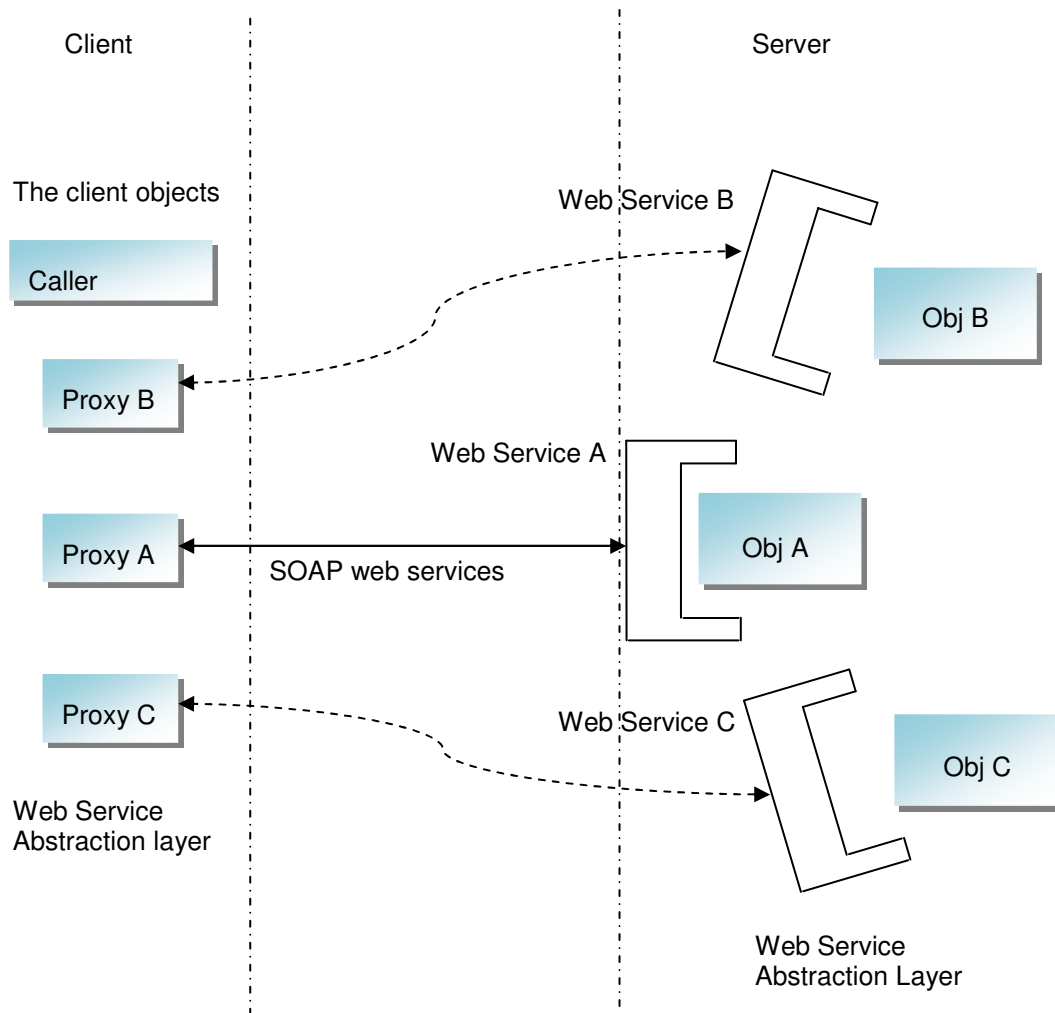 Client
Server
The client objects
Web Service B
Caller
Obj B
Proxy B
Web Service A
Proxy A
Obj A
SOAP web services
Proxy C
Web Service C
Obj C
Web Service
Abstraction layer
Web Service
Abstraction Layer